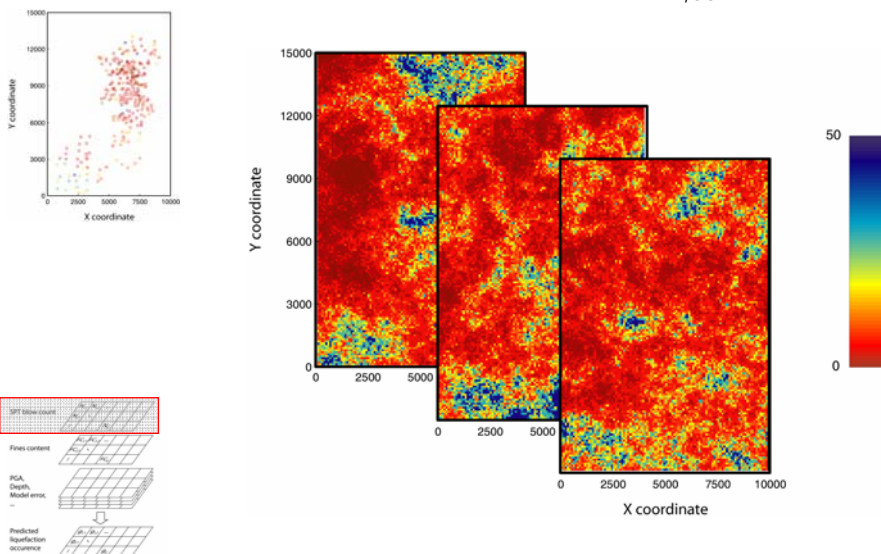 15000
12000
9000
6000
3000
0
Y coordinate
0 2500 5000 7500 10000
X coordinate
15000
12000
9000
6000
3000
0
Y coordinate
0 2500 5000
0 2500 5000
0 2500 5000 7500 10000
X coordinate
50
0
SPT blow count
Fines content
PGA,
Depth,
Model error,
...
Predicted
liquefaction
occurence